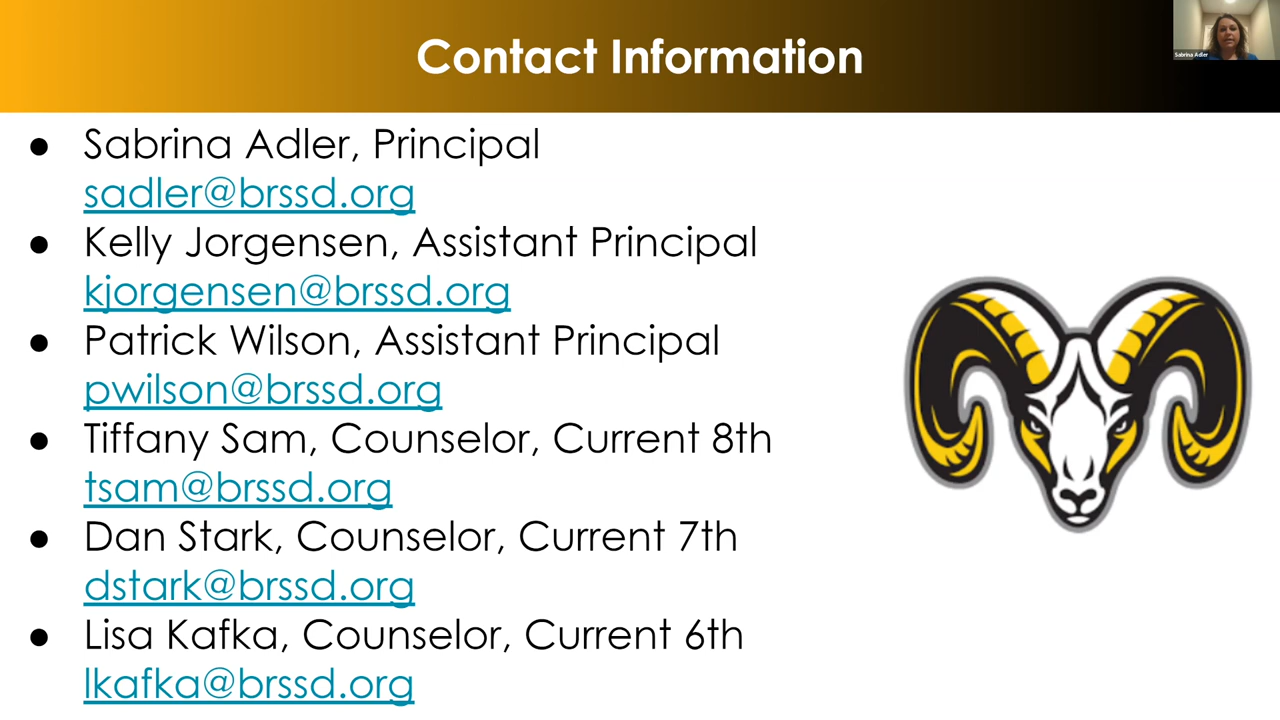 Contact Information
Sabrina Adler
● Sabrina Adler, Principal
sadler@brssd.org
● Kelly Jorgensen, Assistant Principal
kjorgensen@brssd.org
● Patrick Wilson, Assistant Principal
pwilson@brssd.org
● Tiffany Sam, Counselor, Current 8th
tsam@brssd.org
● Dan Stark, Counselor, Current 7th
dstark@brssd.org
● Lisa Kafka, Counselor, Current 6th
lkafka@brssd.org